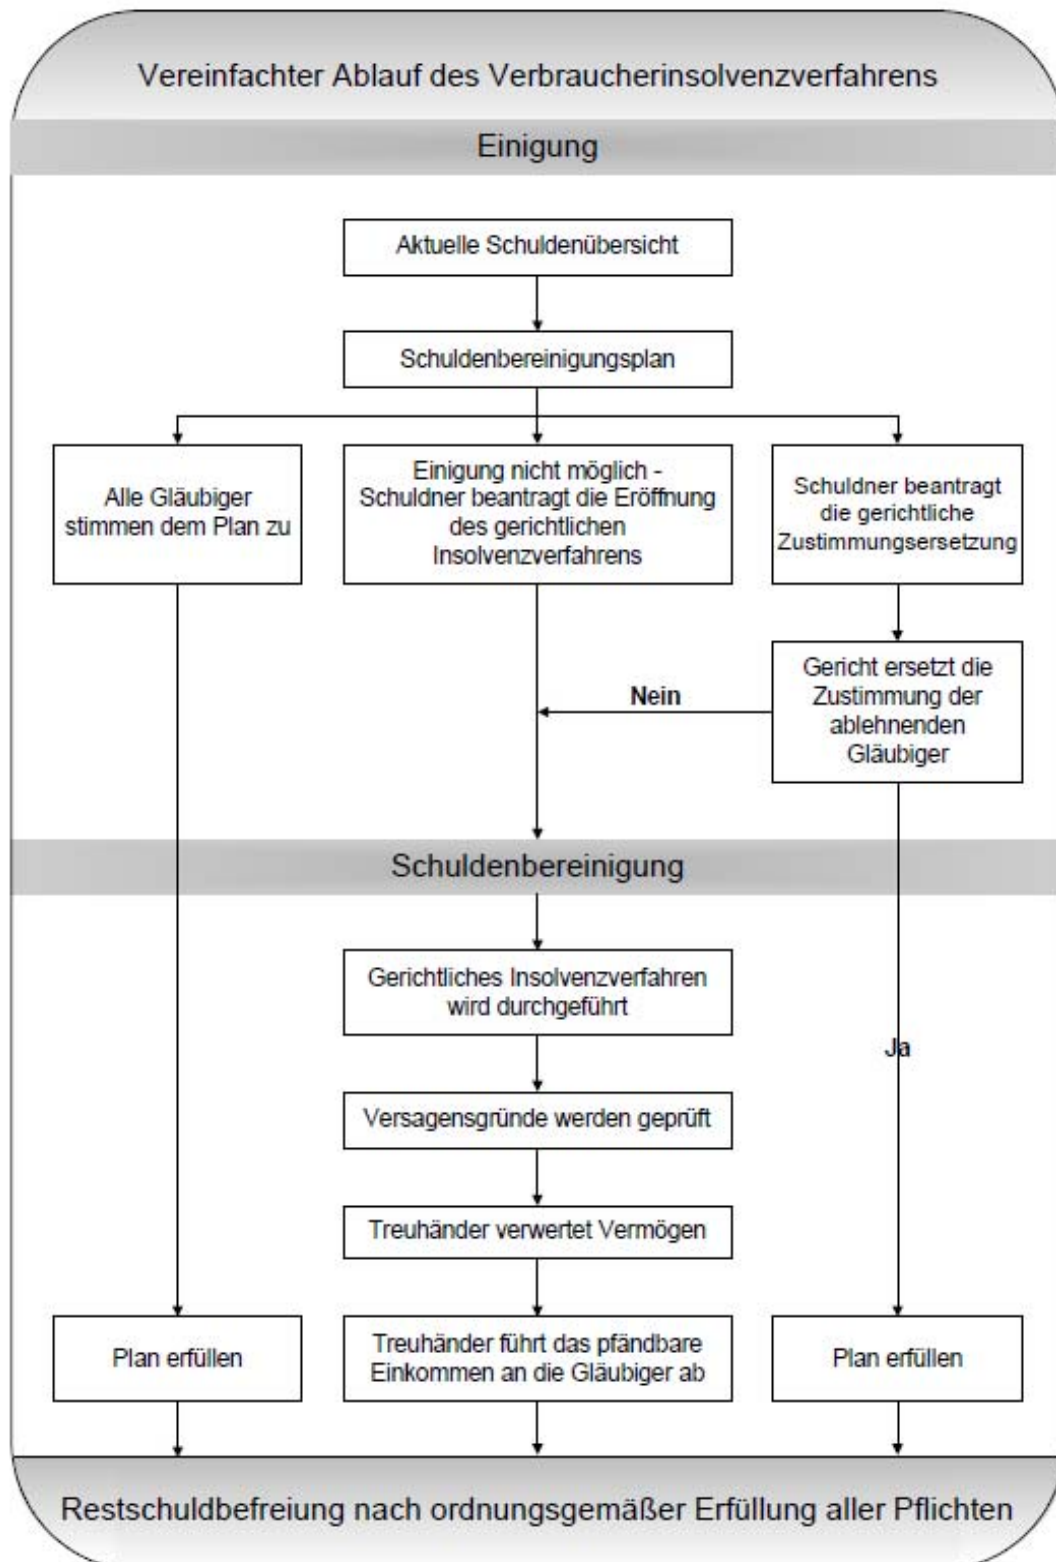 Vereinfachter Ablauf des Verbraucherinsolvenzverfahrens
Einigung
Aktuelle Schuldenübersicht
Schuldenbereinigungsplan
Alle Gläubiger
stimmen dem Plan zu
Einigung nicht möglich -
Schuldner beantragt die Eröffnung
des gerichtlichen
Insolvenzverfahrens
Schuldner beantragt
die gerichtliche
Zustimmungsersetzung
Gericht ersetzt die
Zustimmung der
ablehnenden
Gläubiger
Nein
Schuldenbereinigung
Gerichtliches Insolvenzverfahren
wird durchgeführt
Ja
Versagensgründe werden geprüft
Treuhänder verwertet Vermögen
Plan erfüllen
Treuhänder führt das pfändbare
Einkommen an die Gläubiger ab
Plan erfüllen
Restschuldbefreiung nach ordnungsgemäßer Erfüllung aller Pflichten